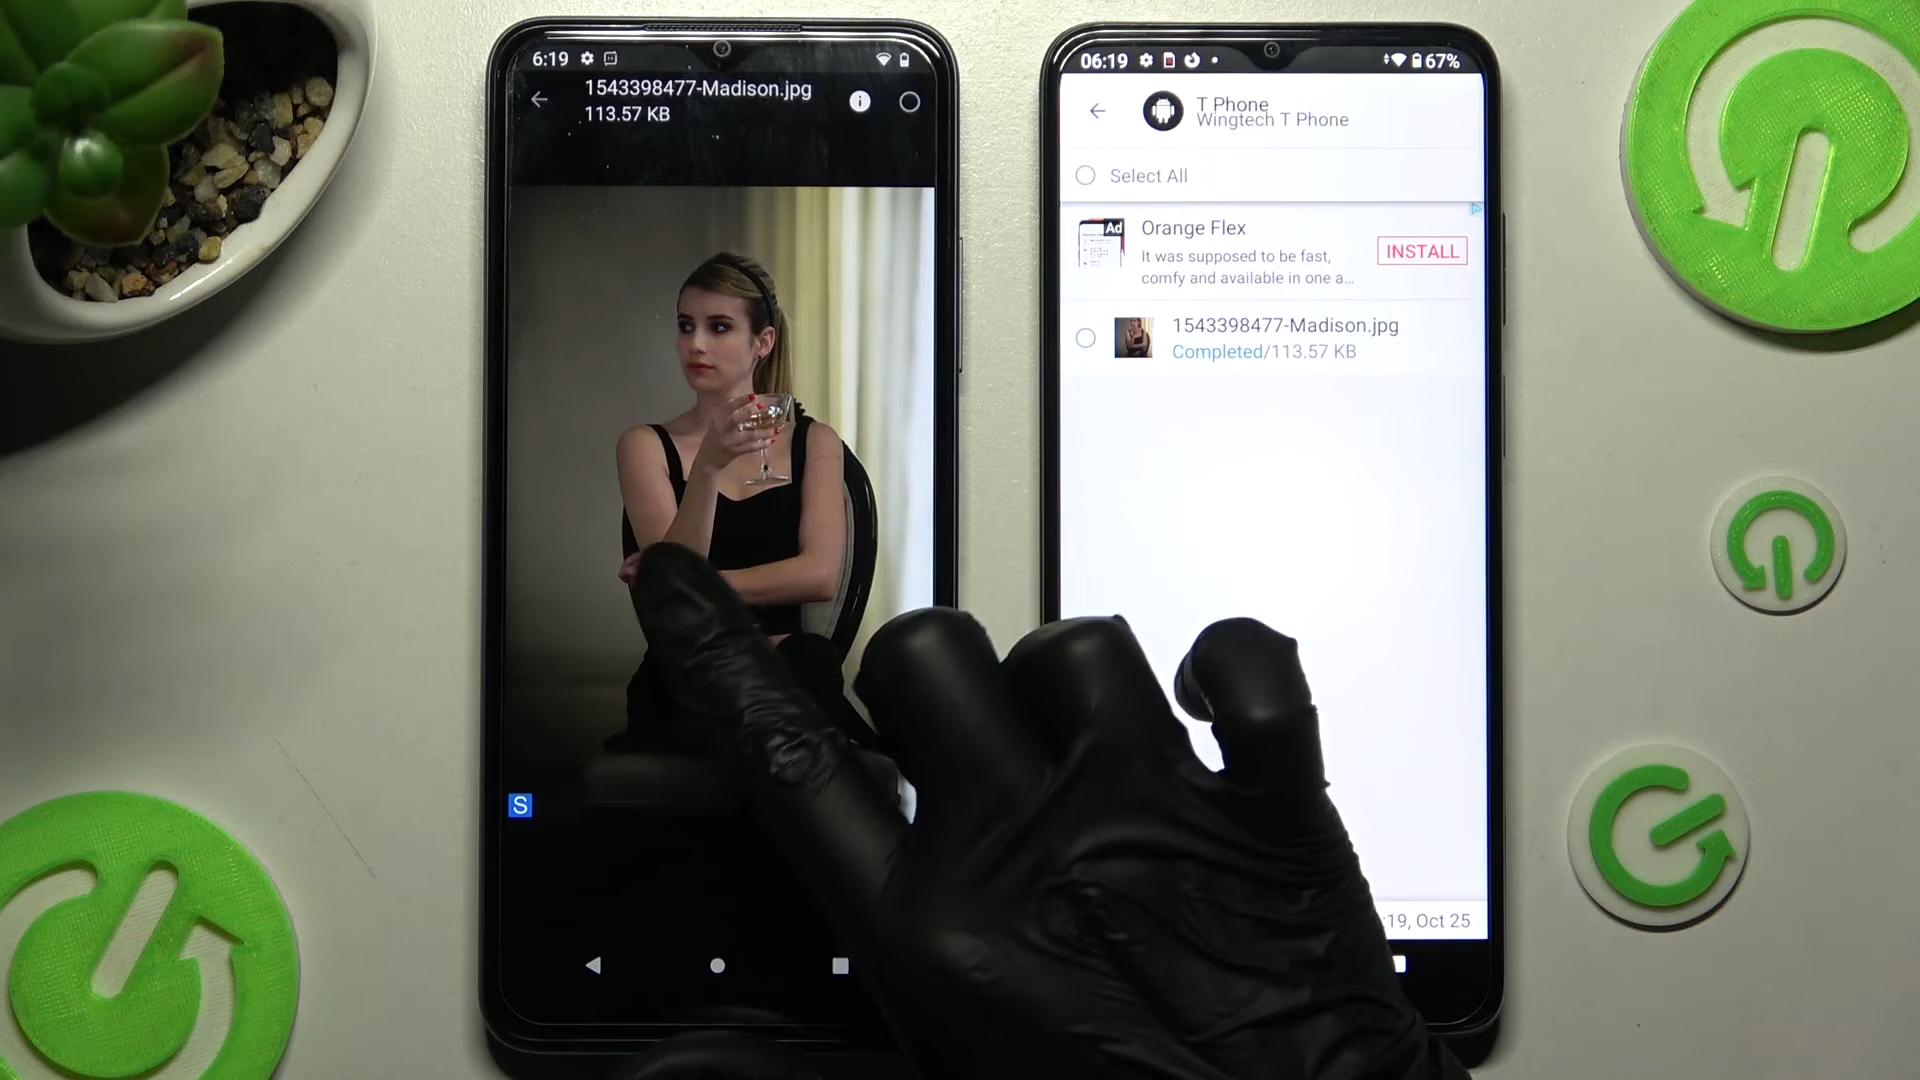 6:19
1543398477-Madison.jpg
113.57 KB
S
06:19
67%
T Phone
Wingtech T Phone
Select All
Ad
Orange Flex
It was supposed to be fast,
comfy and available in one a...
INSTALL
1543398477-Madison.jpg
Completed/113.57 KB
:19, Oct 25